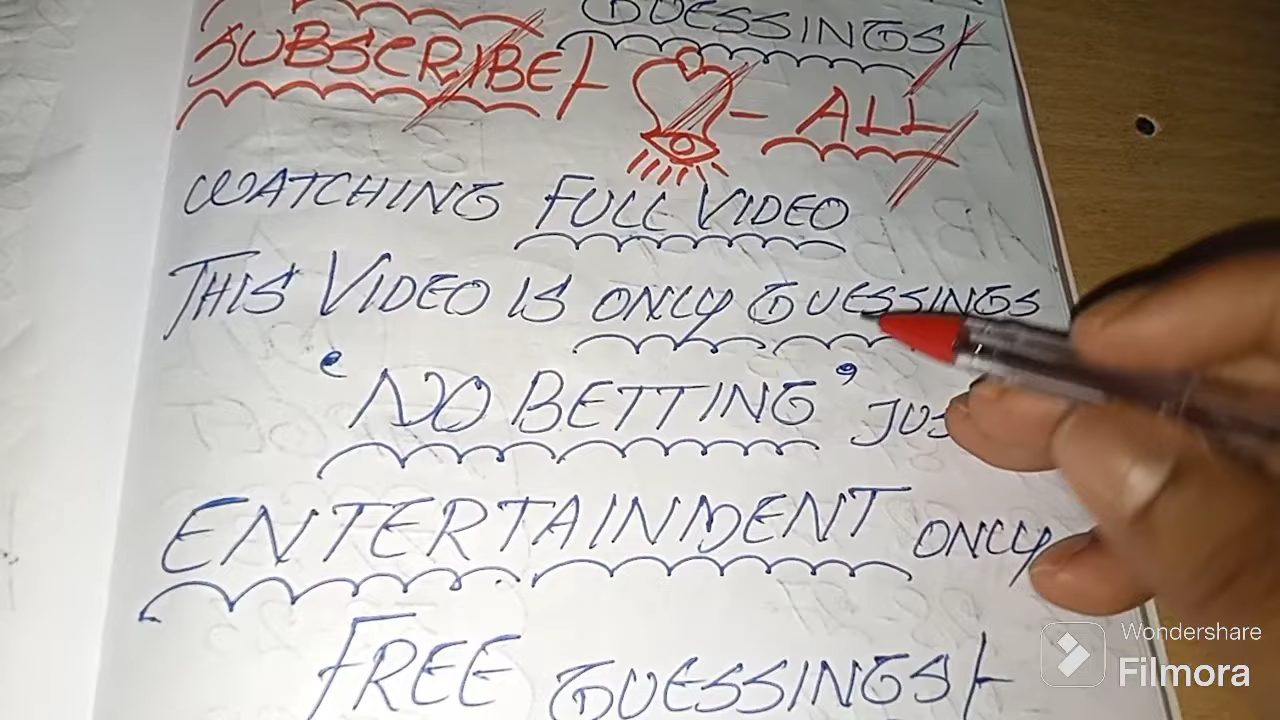 GUESSINGS/-
SUBSCRIBE/- - ALL
WATCHING FULL VIDEO
THIS VIDEO IS ONLY GUESSINGS
'NO BETTING'
ENTERTAINMENT ONLY
FREE GUESSINGS/-
Wondershare
Filmora